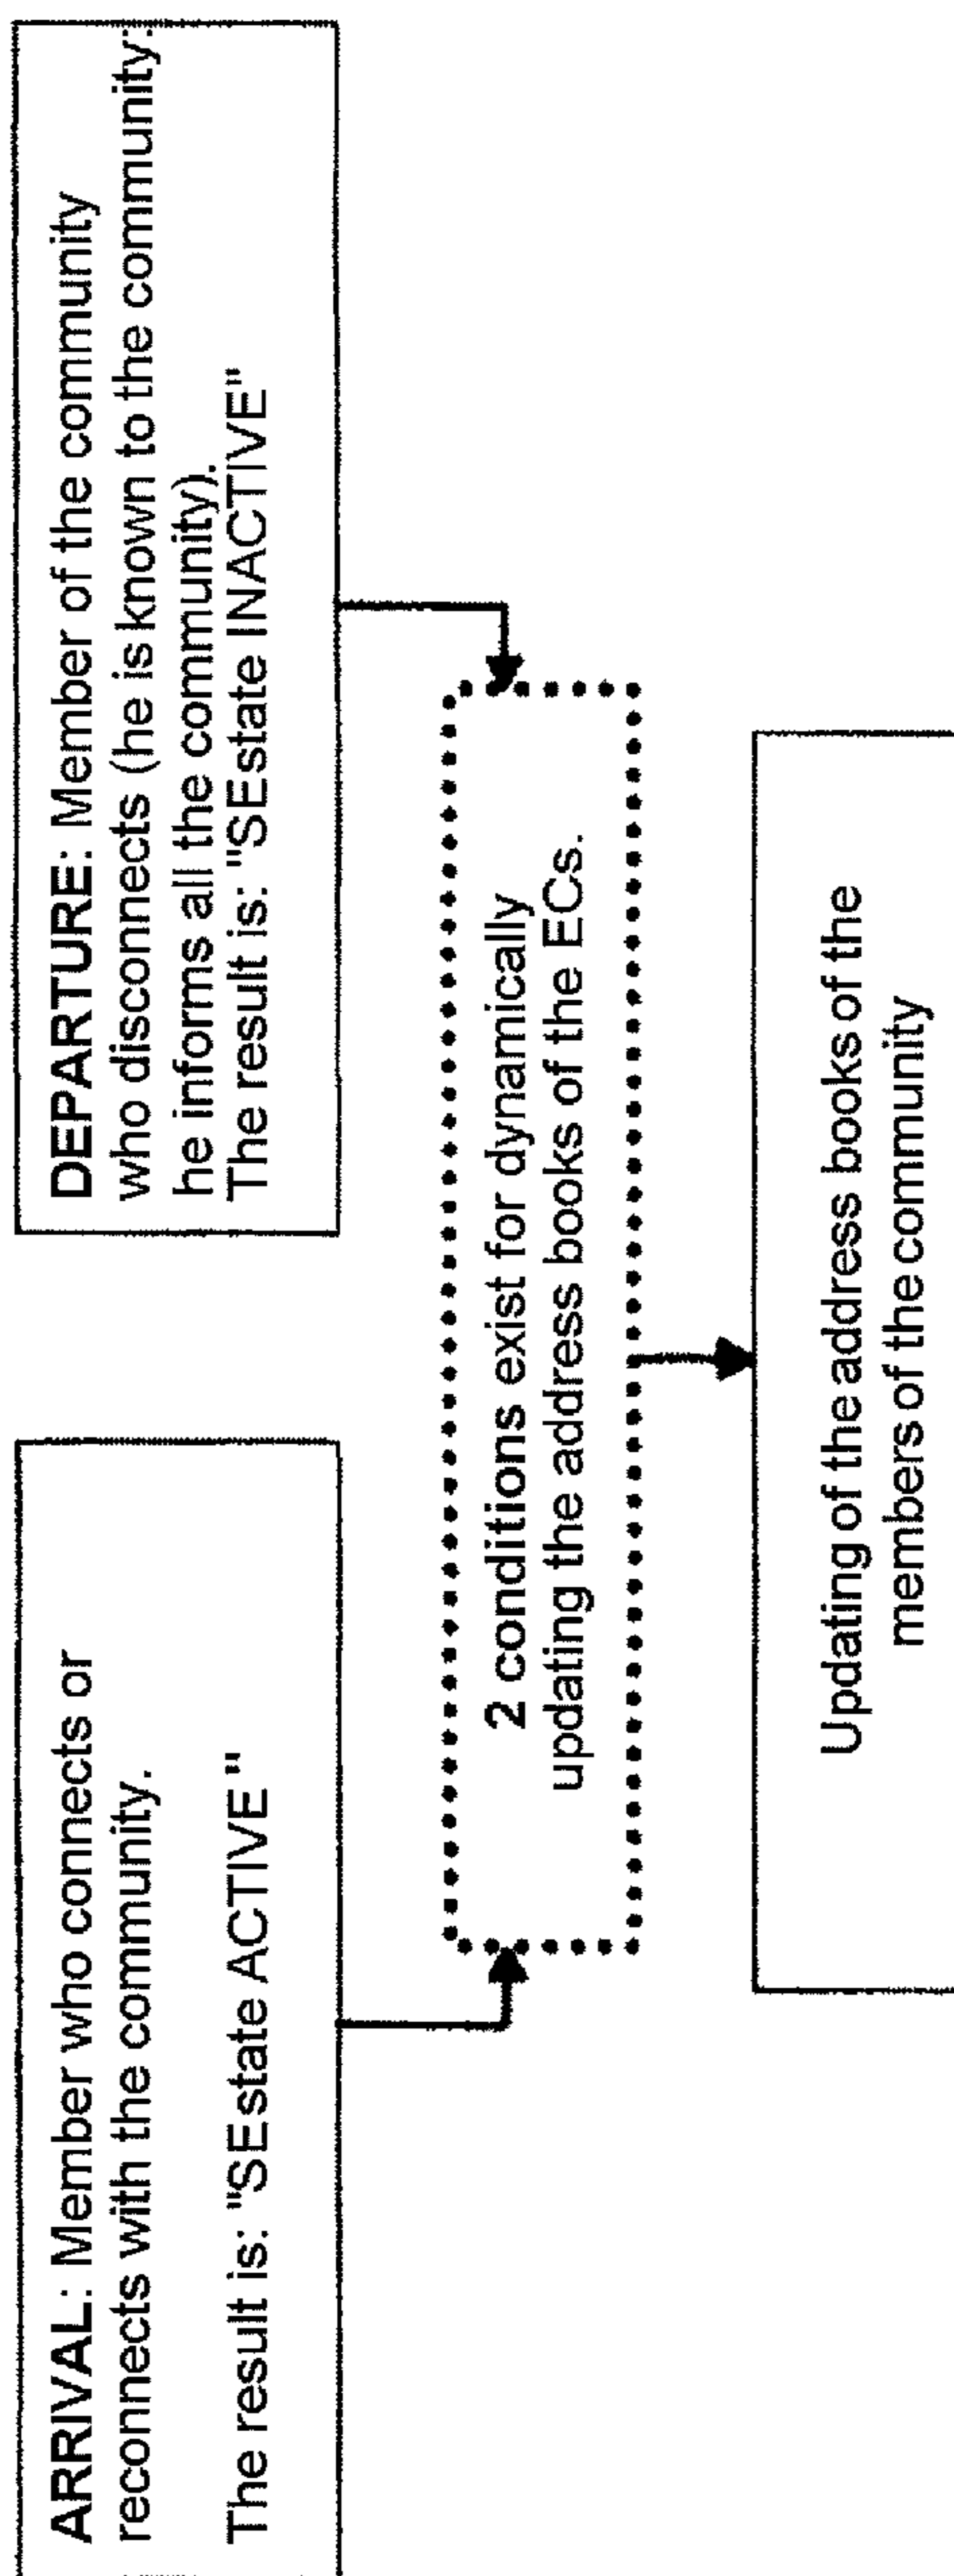 ARRIVAL: Member who connects or
reconnects with the community.
The result is: "SEstate ACTIVE"
DEPARTURE: Member of the community
who disconnects (he is known to the community:
he informs all the community).
The result is: "SEstate INACTIVE"
2 conditions exist for dynamically
updating the address books of the ECs.
Updating of the address books of the
members of the community